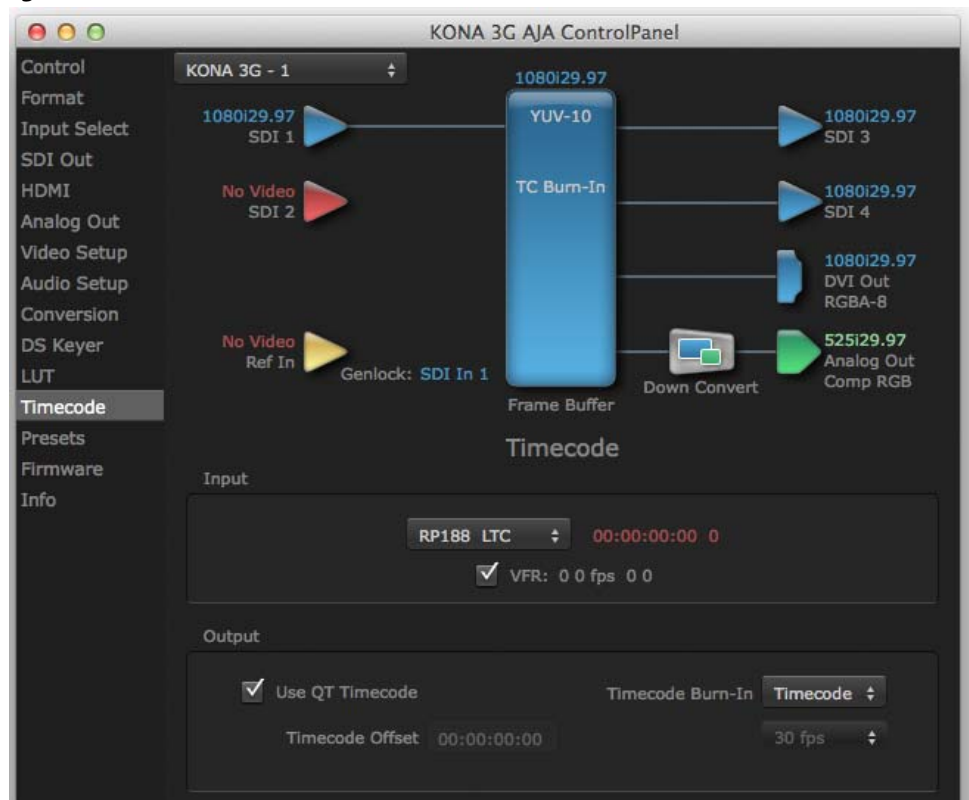 KONA 3G AJA ControlPanel
Control
Format
Input Select
SDI Out
HDMI
Analog Out
Video Setup
Audio Setup
Conversion
DS Keyer
LUT
Timecode
Presets
Firmware
Info
KONA 3G - 1
1080i29.97
SDI 1
No Video
SDI 2
No Video
Ref In
Genlock: SDI In 1
1080i29.97
YUV-10
TC Burn-In
Frame Buffer
Down Convert
1080i29.97
SDI 3
1080i29.97
SDI 4
1080i29.97
DVI Out
RGBA-8
525i29.97
Analog Out
Comp RGB
Timecode
Input
RP188 LTC
00:00:00:00 0
VFR: 0 0 fps 0 0
Output
Use QT Timecode
Timecode Burn-In
Timecode
Timecode Offset
00:00:00:00
30 fps